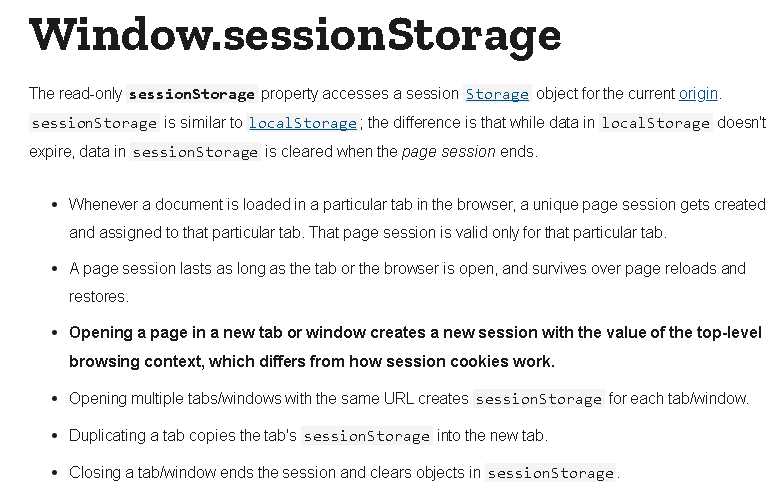 Window.sessionStorage
The read-only sessionStorage property accesses a session Storage object for the current origin.
sessionStorage is similar to localStorage; the difference is that while data in localStorage doesn't
expire, data in sessionStorage is cleared when the page session ends.
• Whenever a document is loaded in a particular tab in the browser, a unique page session gets created
and assigned to that particular tab. That page session is valid only for that particular tab.
• A page session lasts as long as the tab or the browser is open, and survives over page reloads and
restores.
• Opening a page in a new tab or window creates a new session with the value of the top-level
browsing context, which differs from how session cookies work.
• Opening multiple tabs/windows with the same URL creates sessionStorage for each tab/window.
• Duplicating a tab copies the tab's sessionStorage into the new tab.
• Closing a tab/window ends the session and clears objects in sessionStorage.